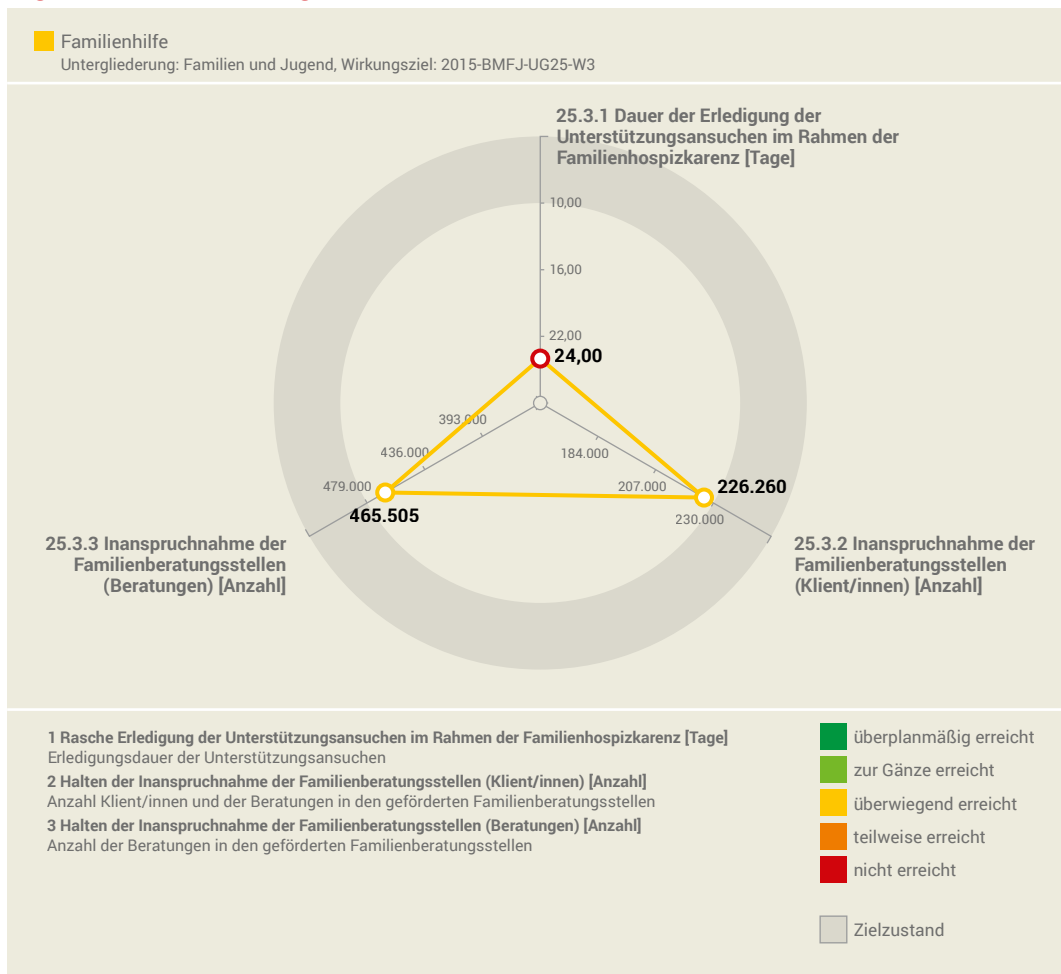 Familienhilfe
Untergliederung: Familien und Jugend, Wirkungsziel: 2015-BMFJ-UG25-W3
25.3.1 Dauer der Erledigung der
Unterstützungsansuchen im Rahmen der
Familienhospizkarenz [Tage]
10,00
16,00
22,00
24,00
393.000
436.000
479.000
465.505
184.000
207.000
226.260
230.000
25.3.3 Inanspruchnahme der
Familienberatungsstellen
(Beratungen) [Anzahl]
25.3.2 Inanspruchnahme der
Familienberatungsstellen
(Klient/innen) [Anzahl]
1 Rasche Erledigung der Unterstützungsansuchen im Rahmen der Familienhospizkarenz [Tage]
Erledigungsdauer der Unterstützungsansuchen
2 Halten der Inanspruchnahme der Familienberatungsstellen (Klient/innen) [Anzahl]
Anzahl Klient/innen und der Beratungen in den geförderten Familienberatungsstellen
3 Halten der Inanspruchnahme der Familienberatungsstellen (Beratungen) [Anzahl]
Anzahl der Beratungen in den geförderten Familienberatungsstellen
überplanmäßig erreicht
zur Gänze erreicht
überwiegend erreicht
teilweise erreicht
nicht erreicht
Zielzustand